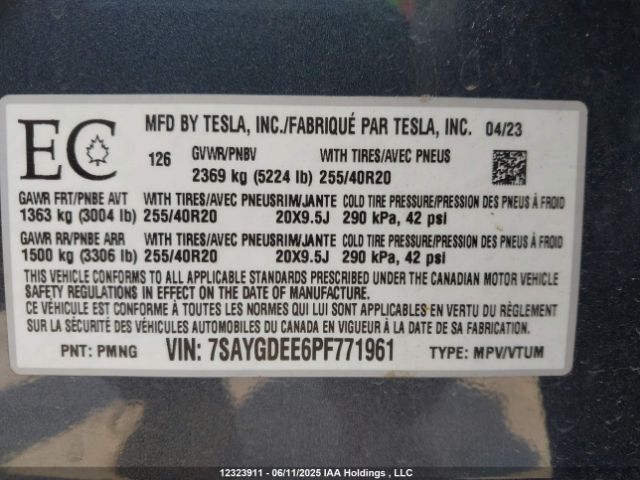 EC
MFD BY TESLA, INC./FABRIQUÉ PAR TESLA, INC. 04/23
126 GVWR/PNBV WITH TIRES/AVEC PNEUS
2369 kg (5224 lb) 255/40R20
GAWR FRT/PNBE AVT WITH TIRES/AVEC PNEUS RIM/JANTE COLD TIRE PRESSURE/PRESSION DES PNEUS À FROID
1363 kg (3004 lb) 255/40R20 20X9.5J 290 kPa, 42 psi
GAWR RR/PNBE ARR WITH TIRES/AVEC PNEUS RIM/JANTE COLD TIRE PRESSURE/PRESSION DES PNEUS À FROID
1500 kg (3306 lb) 255/40R20 20X9.5J 290 kPa, 42 psi
THIS VEHICLE CONFORMS TO ALL APPLICABLE STANDARDS PRESCRIBED UNDER THE CANADIAN MOTOR VEHICLE
SAFETY REGULATIONS IN EFFECT ON THE DATE OF MANUFACTURE.
CE VÉHICULE EST CONFORME À TOUTES LES NORMES QUI LUI SONT APPLICABLES EN VERTU DU RÈGLEMENT
SUR LA SÉCURITÉ DES VÉHICULES DU CANADA EN VIGUEUR À LA DATE DE SA FABRICATION.
PNT: PMNG VIN: 7SAYGDEE6PF771961 TYPE: MPV/VTUM
12323911 - 06/11/2025 IAA Holdings , LLC